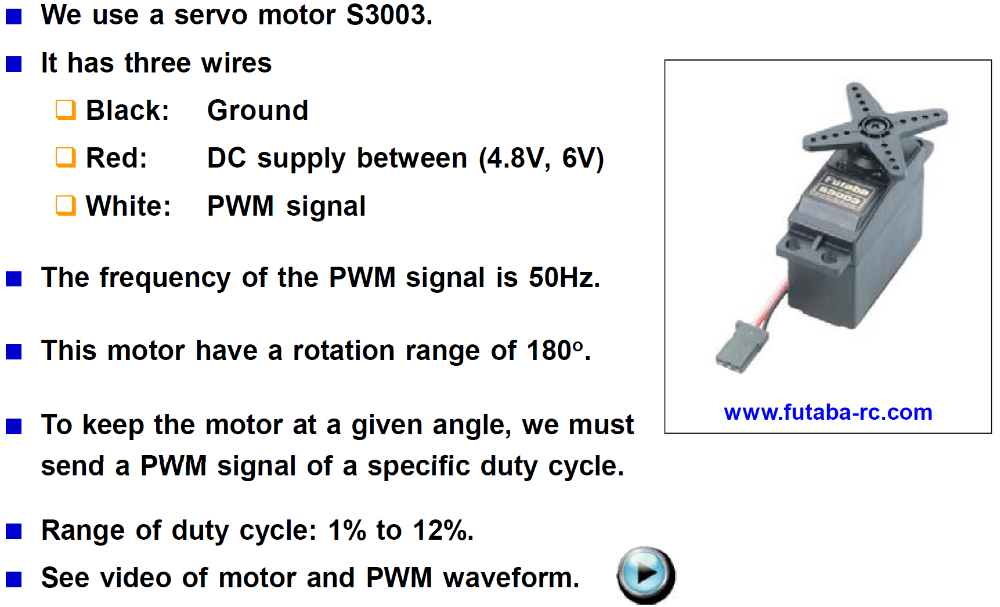 We use a servo motor S3003.
It has three wires
Black: Ground
Red: DC supply between (4.8V, 6V)
White: PWM signal
The frequency of the PWM signal is 50Hz.
This motor have a rotation range of 180º.
To keep the motor at a given angle, we must
send a PWM signal of a specific duty cycle.
Range of duty cycle: 1% to 12%.
See video of motor and PWM waveform.
Futaba
S3003
www.futaba-rc.com